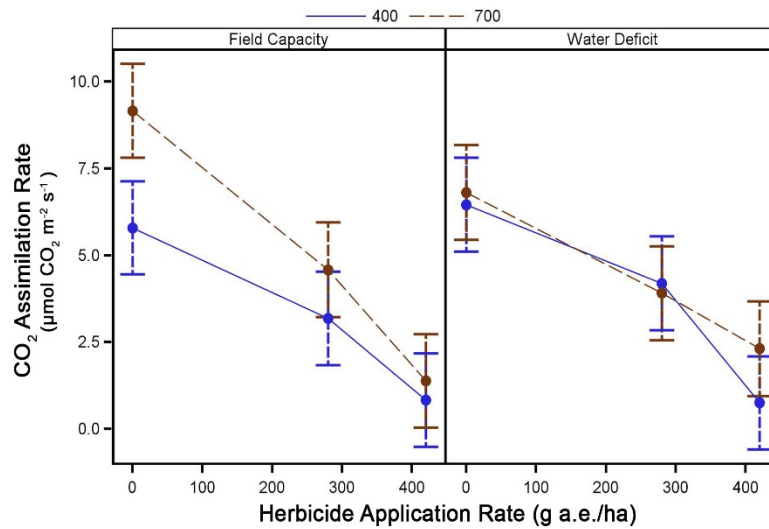 400 700
Field Capacity Water Deficit
10.0
7.5
5.0
2.5
0.0
CO₂ Assimilation Rate
(µmol CO₂ m⁻² s⁻¹)
0 100 200 300 400 0 100 200 300 400
Herbicide Application Rate (g a.e./ha)